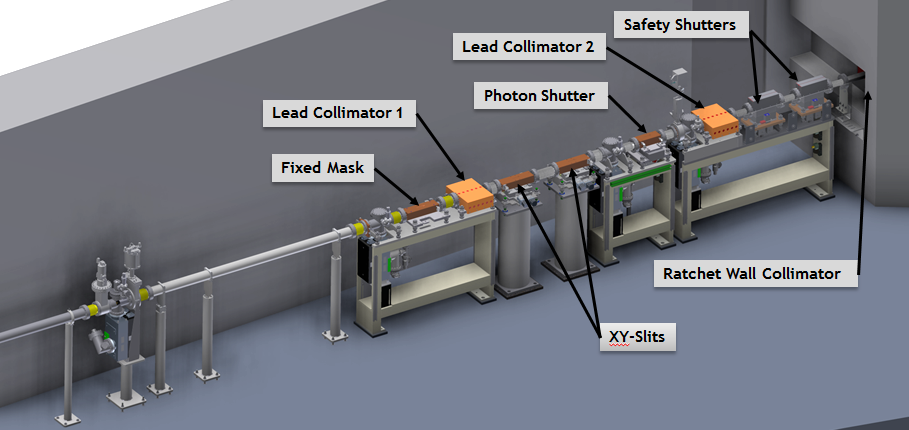 Safety Shutters
Lead Collimator 2
Photon Shutter
Lead Collimator 1
Fixed Mask
Ratchet Wall Collimator
XY-Slits